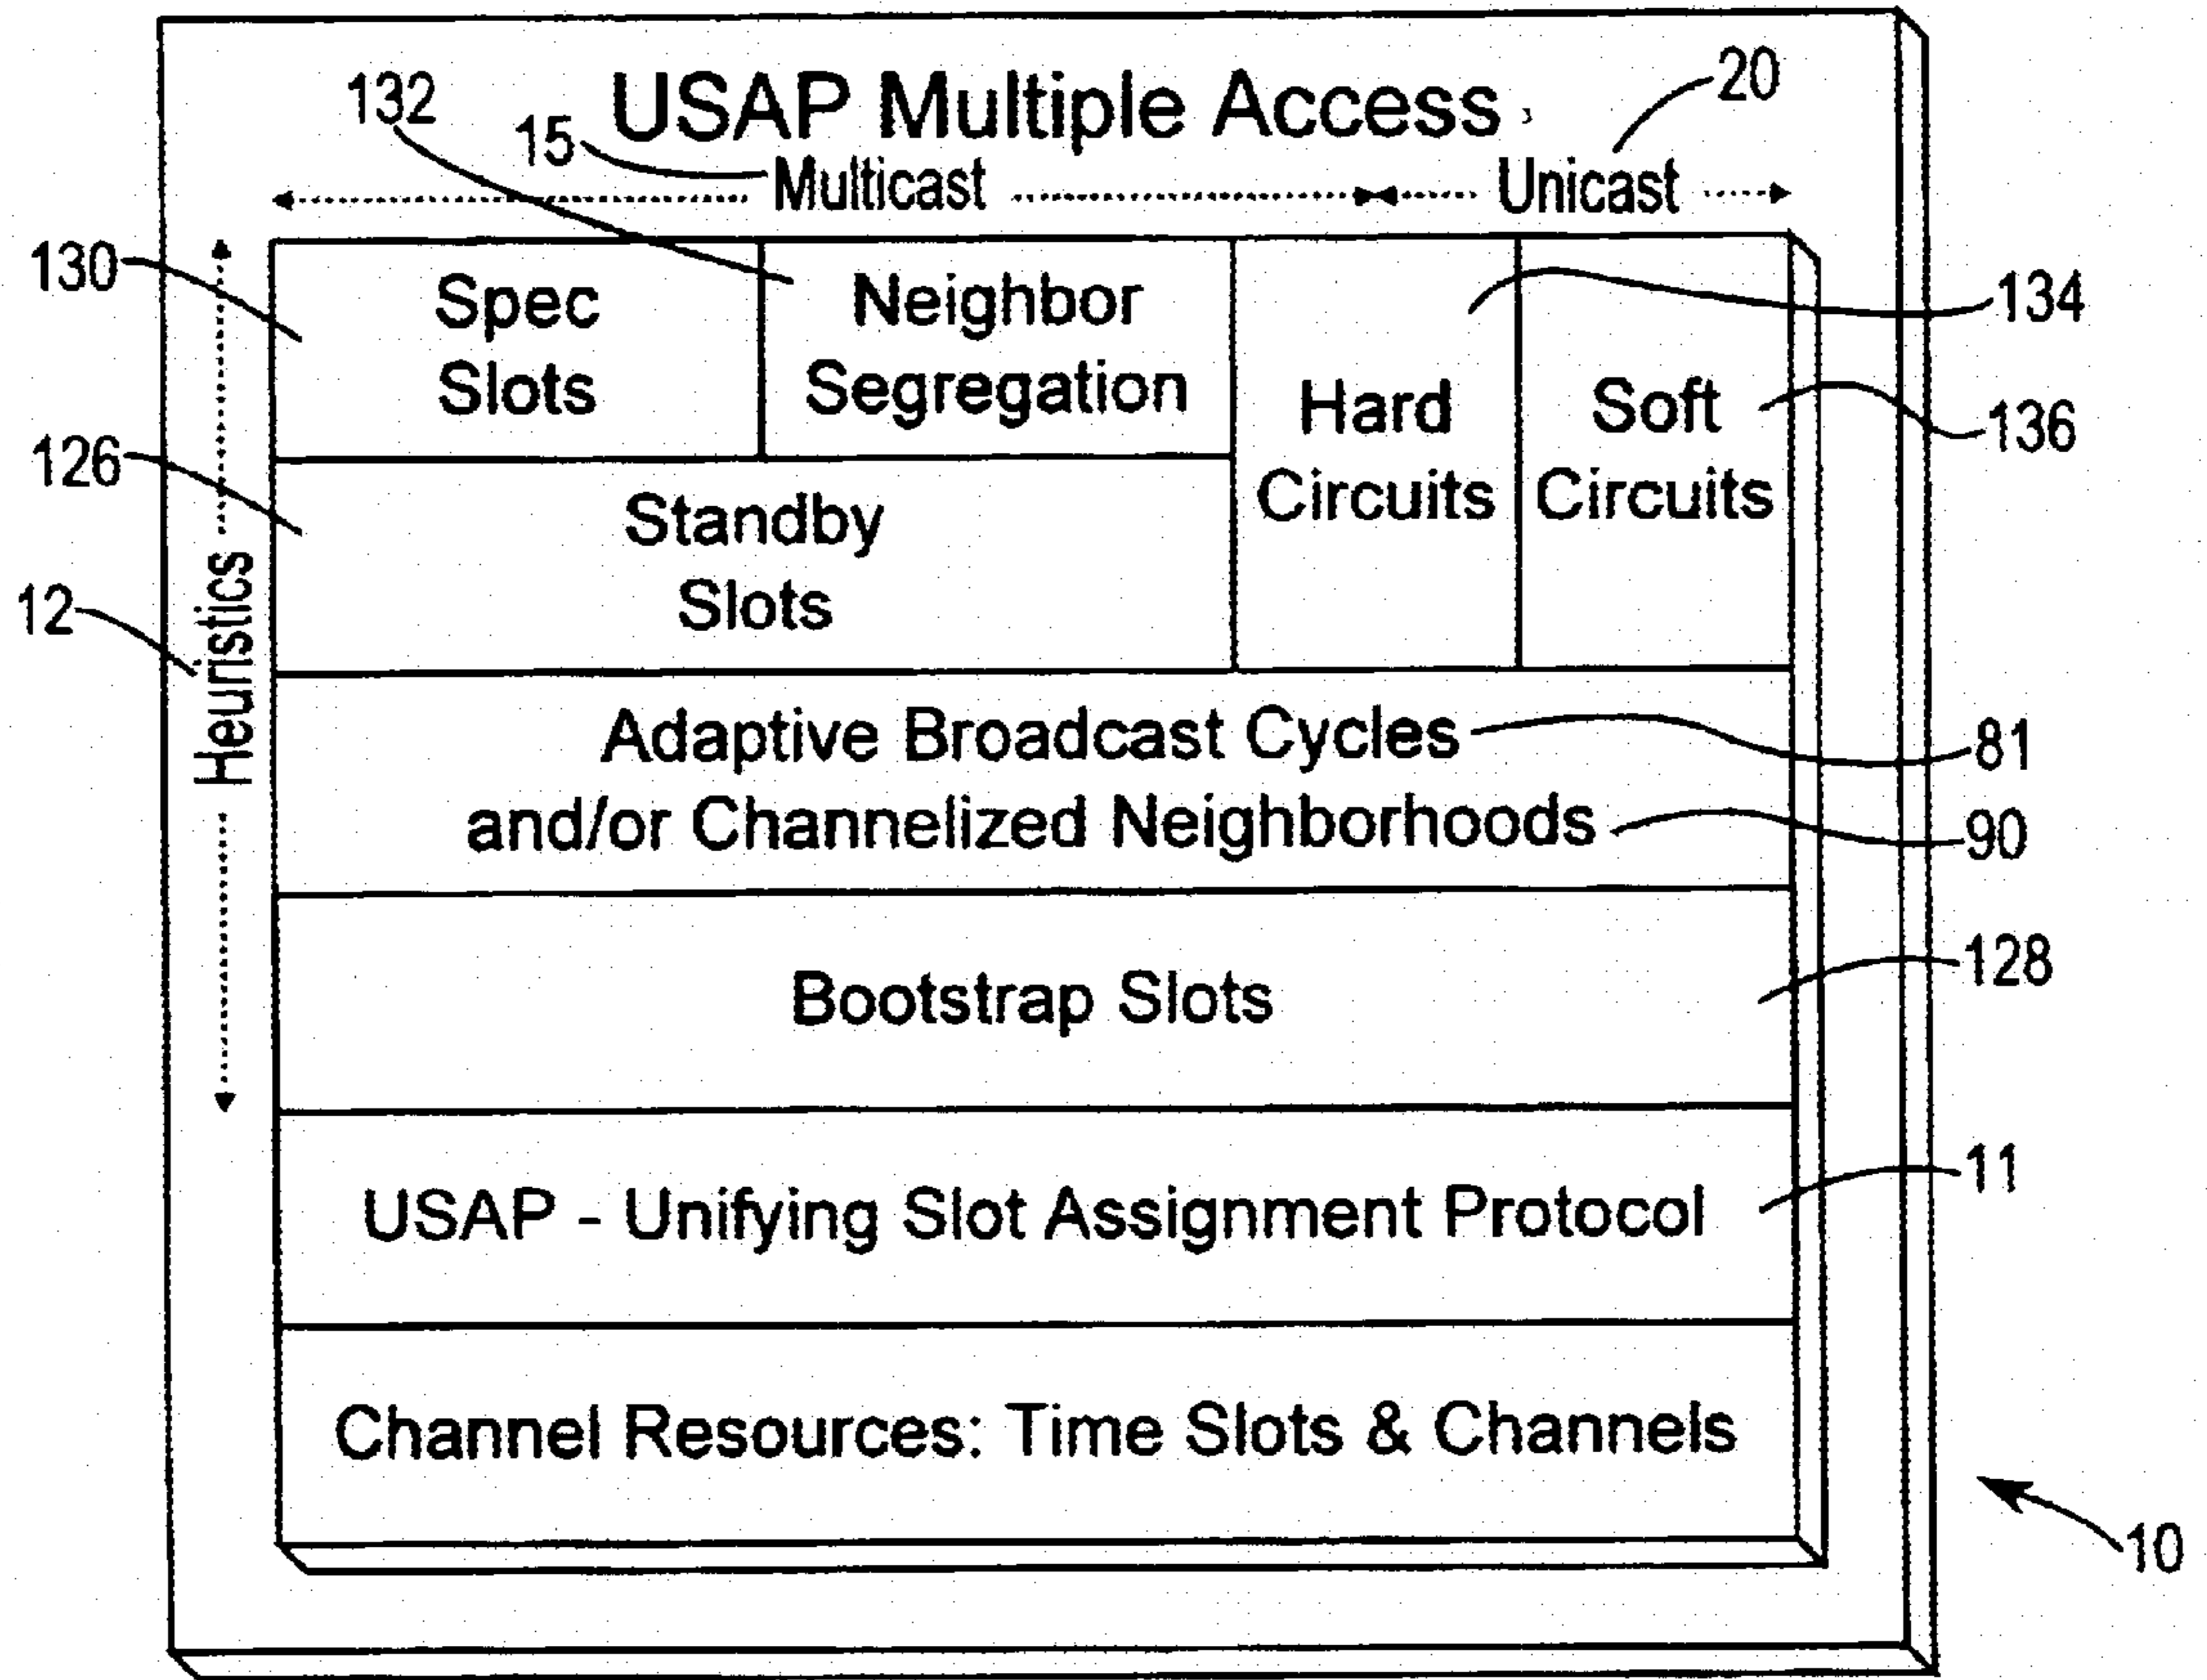 USAP Multiple Access
20
132
15
Multicast
Unicast
130
Spec
Slots
Neighbor
Segregation
134
Hard
Circuits
Soft
Circuits
136
126
Standby
Slots
12
Heuristics
Adaptive Broadcast Cycles
81
and/or Channelized Neighborhoods
90
Bootstrap Slots
128
11
USAP - Unifying Slot Assignment Protocol
Channel Resources: Time Slots & Channels
10